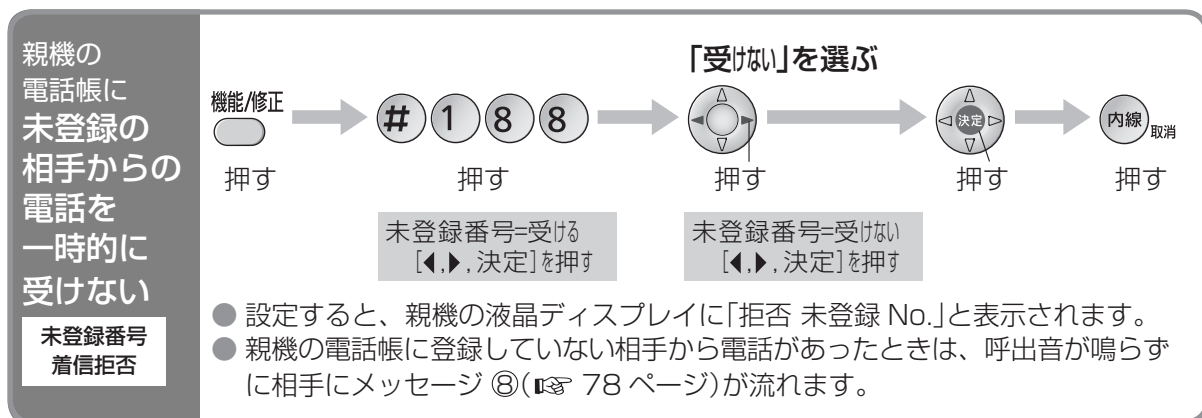 親機の
電話帳に
未登録の
相手からの
電話を
一時的に
受けない
未登録番号
着信拒否
「受けない」を選ぶ
機能/修正
# 1 8 8
決定
内線
取消
押す 押す 押す 押す 押す
未登録番号=受ける
[◀,▶,決定]を押す
未登録番号=受けない
[◀,▶,決定]を押す
● 設定すると、親機の液晶ディスプレイに「拒否 未登録 No.」と表示されます。
● 親機の電話帳に登録していない相手から電話があったときは、呼出音が鳴らず
に相手にメッセージ ⑧(☞ 78 ページ)が流れます。